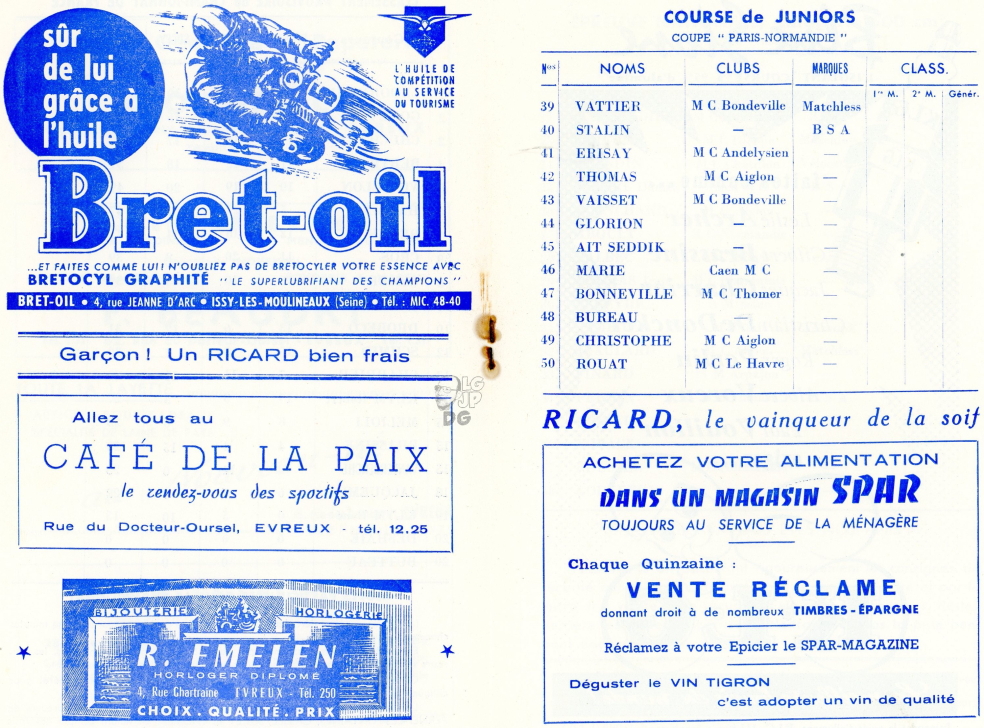 sûr
de lui
grâce à
l'huile
5
L'HUILE DE
COMPÉTITION
AU SERVICE
DU TOURISME
Bret-oil
...ET FAITES COMME LUI! N'OUBLIEZ PAS DE BRETOCYLER VOTRE ESSENCE AVEC
BRETOCYL GRAPHITÉ " LE SUPERLUBRIFIANT DES CHAMPIONS "
BRET-OIL • 4, rue JEANNE D'ARC • ISSY-LES-MOULINEAUX (Seine) • Tél. : MIC. 48-40
Garçon! Un RICARD bien frais
LG
JP
DG
Allez tous au
CAFÉ DE LA PAIX
le rendez-vous des sportifs
Rue du Docteur-Oursel, EVREUX - tél. 12.25
BIJOUTERIE HORLOGERIE
R. EMELEN
HORLOGER DIPLOMÉ
4, Rue Chartraine EVREUX - Tél. 250
CHOIX . QUALITÉ . PRIX
COURSE de JUNIORS
COUPE " PARIS-NORMANDIE "
Nos NOMS CLUBS MARQUES CLASS.
1re M. 2e M. Génér.
39 VATTIER M C Bondeville Matchless
40 STALIN — B S A
41 ERISAY M C Andelysien —
42 THOMAS M C Aiglon —
43 VAISSET M C Bondeville —
44 GLORION — —
45 AIT SEDDIK — —
46 MARIE Caen M C —
47 BONNEVILLE M C Thomer —
48 BUREAU — —
49 CHRISTOPHE M C Aiglon —
50 ROUAT M C Le Havre —
RICARD, le vainqueur de la soif
ACHETEZ VOTRE ALIMENTATION
DANS UN MAGASIN SPAR
TOUJOURS AU SERVICE DE LA MÉNAGÈRE
Chaque Quinzaine :
VENTE RÉCLAME
donnant droit à de nombreux TIMBRES-ÉPARGNE
Réclamez à votre Epicier le SPAR-MAGAZINE
Déguster le VIN TIGRON
c'est adopter un vin de qualité